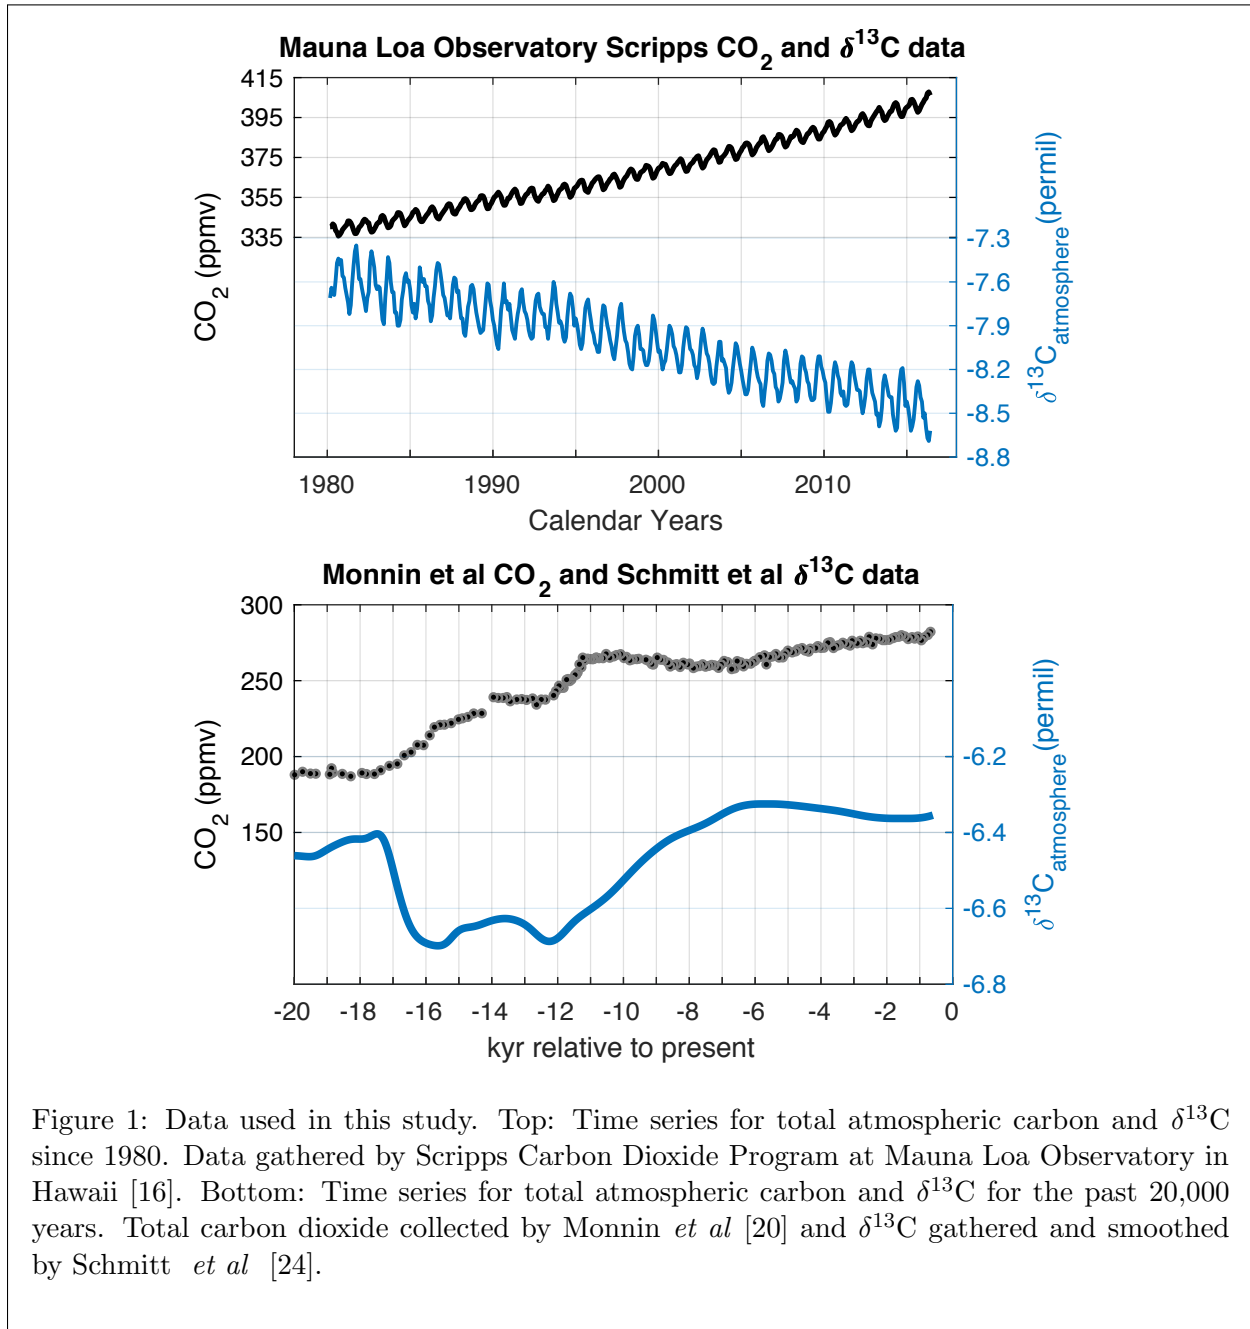 Mauna Loa Observatory Scripps CO₂ and δ¹³C data
415
395
375
355
335
CO₂ (ppmv)
-7.3
-7.6
-7.9
-8.2
-8.5
-8.8
δ¹³C_atmosphere (permil)
1980 1990 2000 2010
Calendar Years
Monnin et al CO₂ and Schmitt et al δ¹³C data
300
250
200
150
CO₂ (ppmv)
-6.2
-6.4
-6.6
-6.8
δ¹³C_atmosphere (permil)
-20 -18 -16 -14 -12 -10 -8 -6 -4 -2 0
kyr relative to present
Figure 1: Data used in this study. Top: Time series for total atmospheric carbon and δ¹³C
since 1980. Data gathered by Scripps Carbon Dioxide Program at Mauna Loa Observatory in
Hawaii [16]. Bottom: Time series for total atmospheric carbon and δ¹³C for the past 20,000
years. Total carbon dioxide collected by Monnin et al [20] and δ¹³C gathered and smoothed
by Schmitt et al [24].